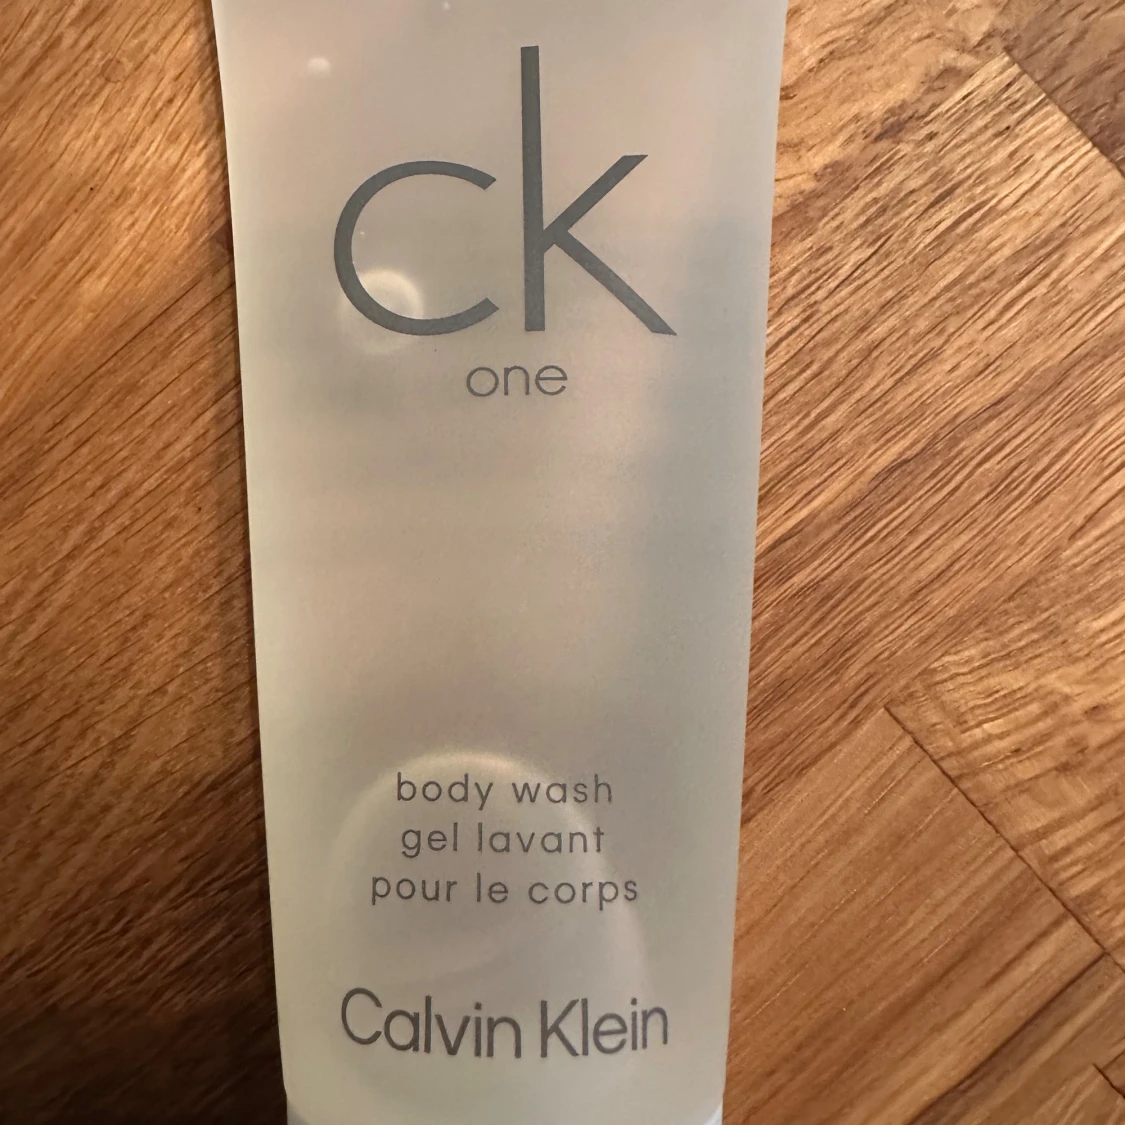 ck
one
body wash
gel lavant
pour le corps
Calvin Klein